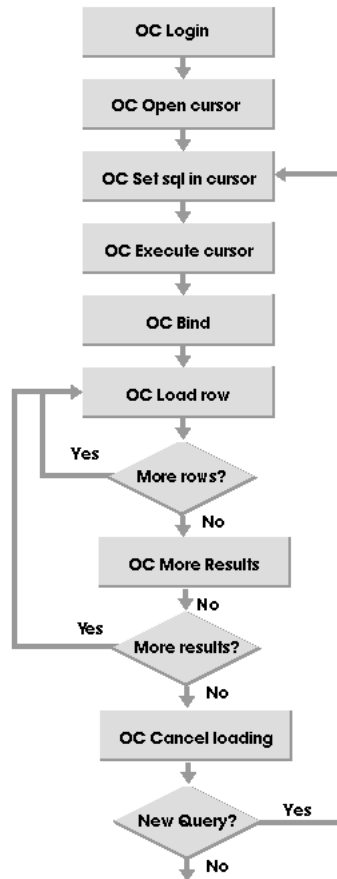 OC Login
OC Open cursor
OC Set sql in cursor
OC Execute cursor
OC Bind
OC Load row
Yes
More rows?
No
OC More Results
No
Yes
More results?
No
OC Cancel loading
New Query?
Yes
No